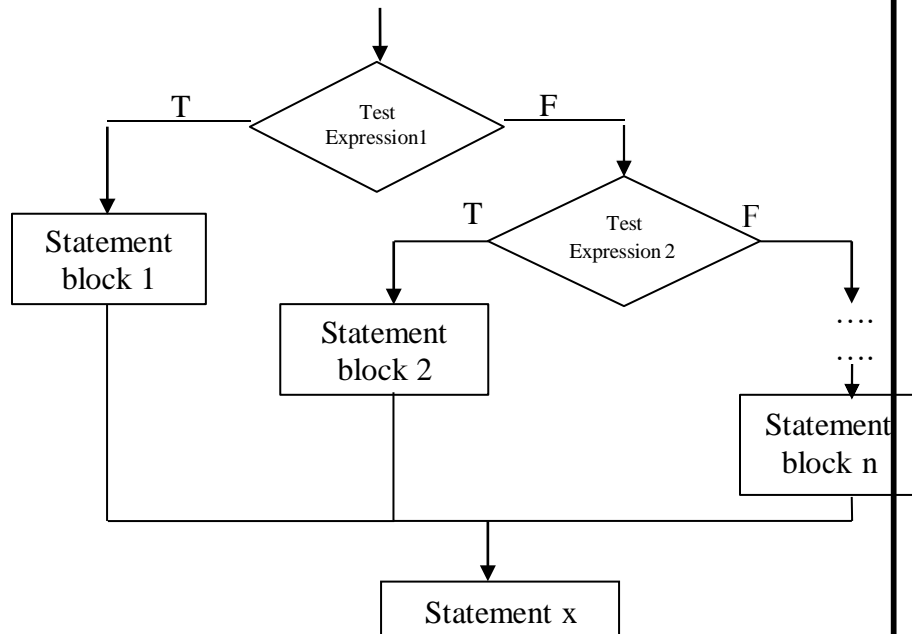 T
Test
Expression1
F
Statement
block 1
T
Test
Expression 2
F
Statement
block 2
....
....
Statement
block n
Statement x